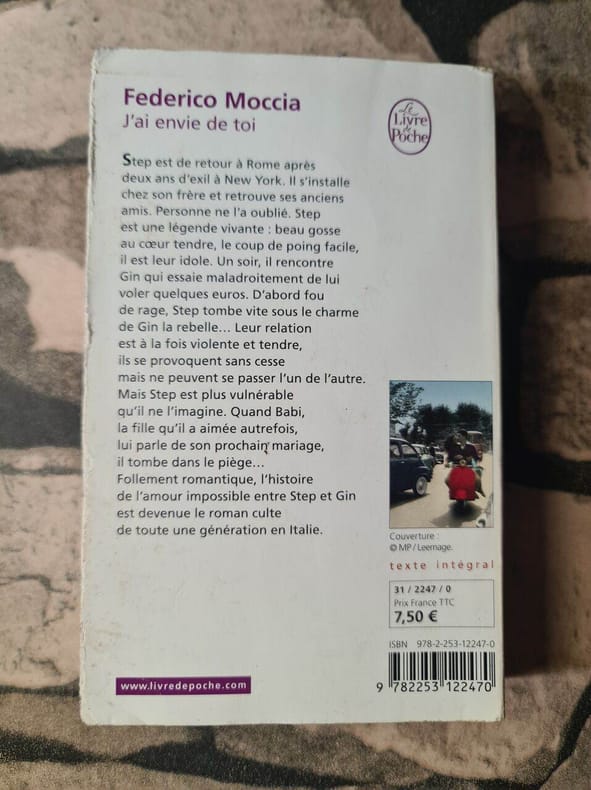 Federico Moccia
J'ai envie de toi
Le
Livre
de
Poche
Step est de retour à Rome après
deux ans d'exil à New York. Il s'installe
chez son frère et retrouve ses anciens
amis. Personne ne l'a oublié. Step
est une légende vivante : beau gosse
au cœur tendre, le coup de poing facile,
il est leur idole. Un soir, il rencontre
Gin qui essaie maladroitement de lui
voler quelques euros. D'abord fou
de rage, Step tombe vite sous le charme
de Gin la rebelle... Leur relation
est à la fois violente et tendre,
ils se provoquent sans cesse
mais ne peuvent se passer l'un de l'autre.
Mais Step est plus vulnérable
qu'il ne l'imagine. Quand Babi,
la fille qu'il a aimée autrefois,
lui parle de son prochain mariage,
il tombe dans le piège...
Follement romantique, l'histoire
de l'amour impossible entre Step et Gin
est devenue le roman culte
de toute une génération en Italie.
Couverture :
© MP / Leemage.
texte intégral
31 / 2247 / 0
Prix France TTC
7,50 €
ISBN 978-2-253-12247-0
9 782253 122470
www.livredepoche.com